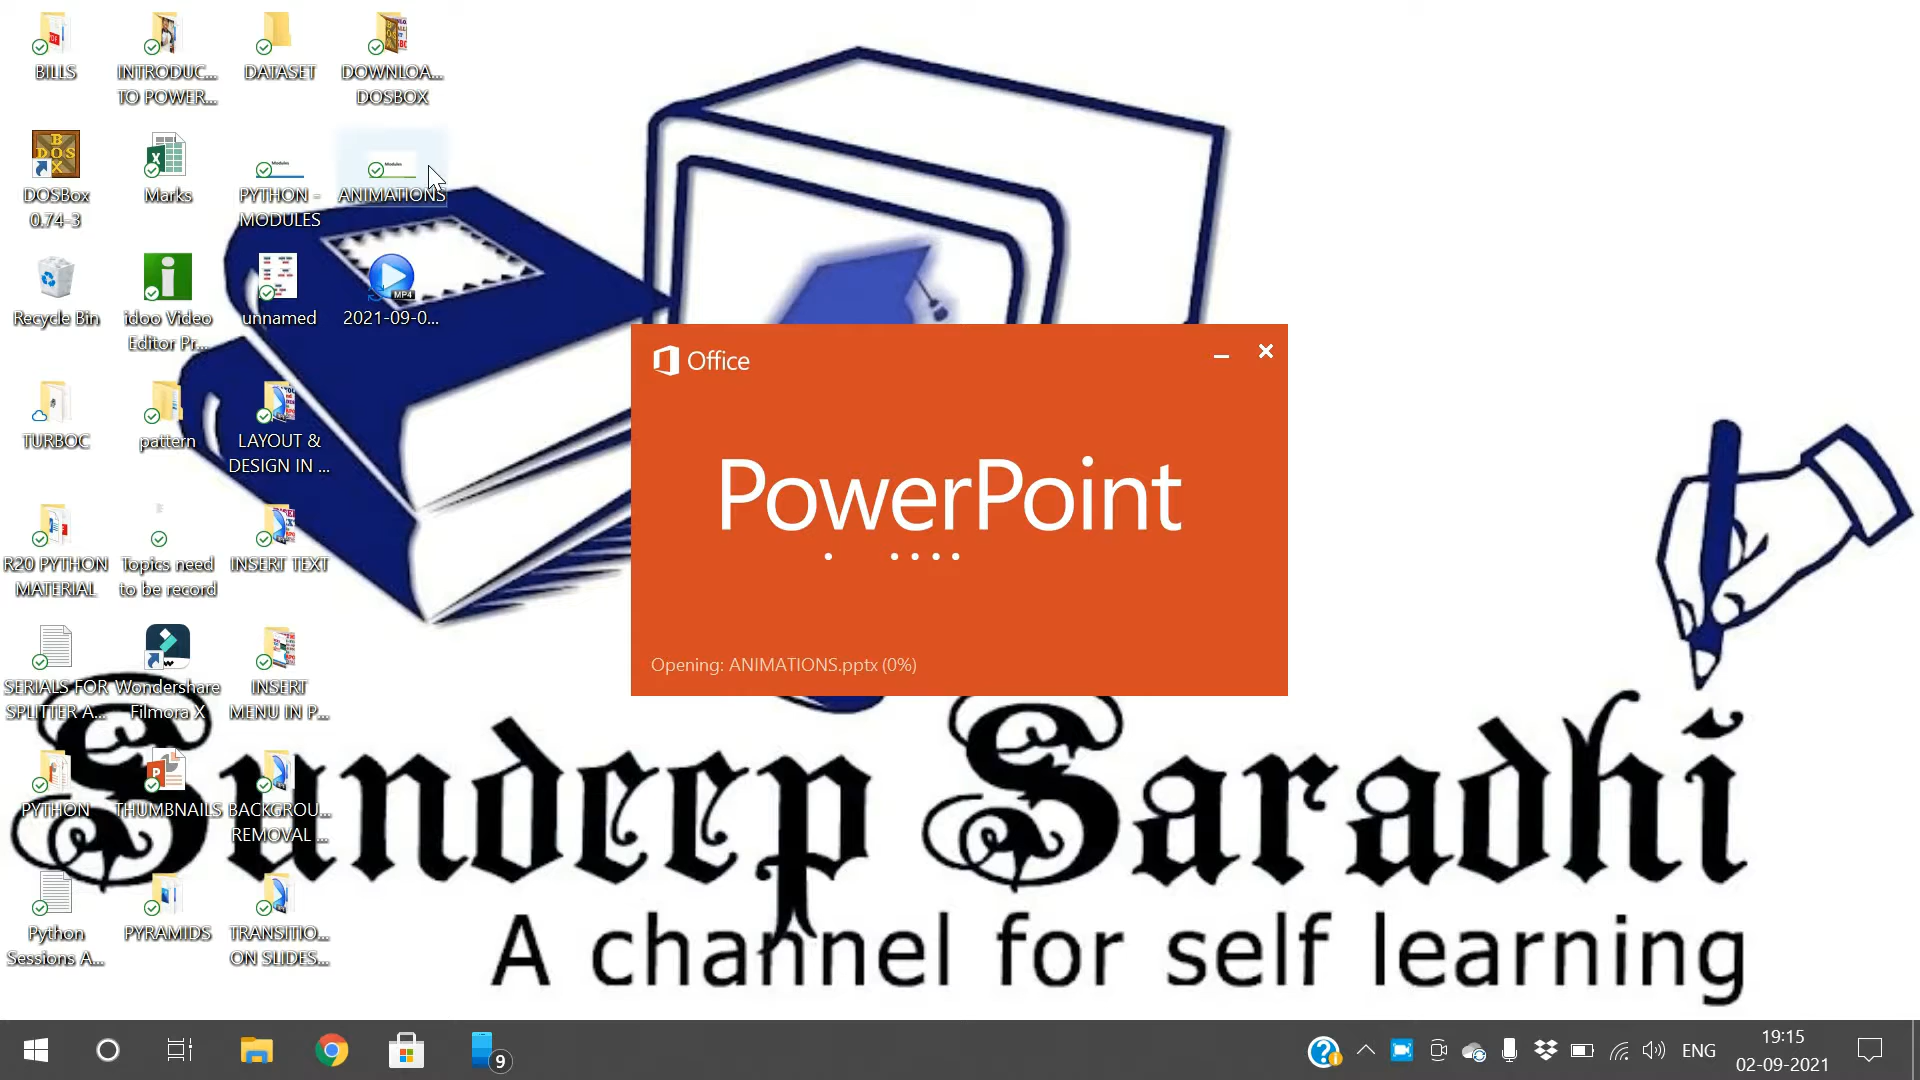 BILLS
INTRODUC...
TO POWER...
DATASET
DOWNLOA...
DOSBOX
DOSBox
0.74-3
Marks
PYTHON -
MODULES
ANIMATIONS
Recycle Bin
idoo Video
Editor Pr...
unnamed
MP4
2021-09-0...
TURBOC
pattern
LAYOUT &
DESIGN IN ...
R20 PYTHON
MATERIAL
Topics need
to be record
INSERT TEXT
SERIALS FOR
SPLITTER A...
Wondershare
Filmora X
INSERT
MENU IN P...
PYTHON
THUMBNAILS
BACKGROU...
REMOVAL ...
Python
Sessions A...
PYRAMIDS
TRANSITIO...
ON SLIDES...
Office
PowerPoint
Opening: ANIMATIONS.pptx (0%)
Sundeep Saradhi
A channel for self learning
9
ENG
19:15
02-09-2021